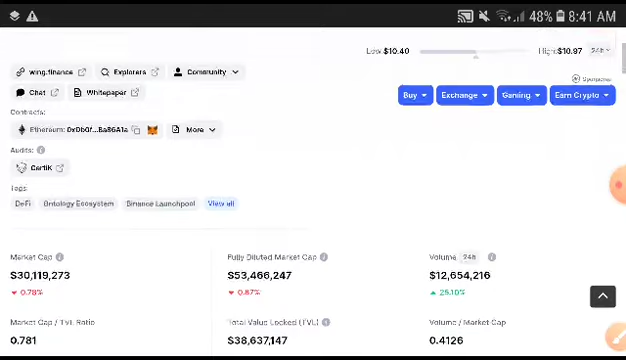 48% 8:41 AM
Low: $10.40 High: $10.97 24h
wing.finance Explorers Community
Sponsored
Chat Whitepaper
Buy Exchange Gaming Earn Crypto
Contracts:
Ethereum: 0xDb0f...Ba86A1a More
Audits:
CertiK
Tags:
DeFi Ontology Ecosystem Binance Launchpool View all
Market Cap Fully Diluted Market Cap Volume 24h
$30,119,273 $53,466,247 $12,654,216
0.78% 0.87% 25.10%
Market Cap / TVL Ratio Total Value Locked (TVL) Volume / Market Cap
0.781 $38,637,147 0.4126